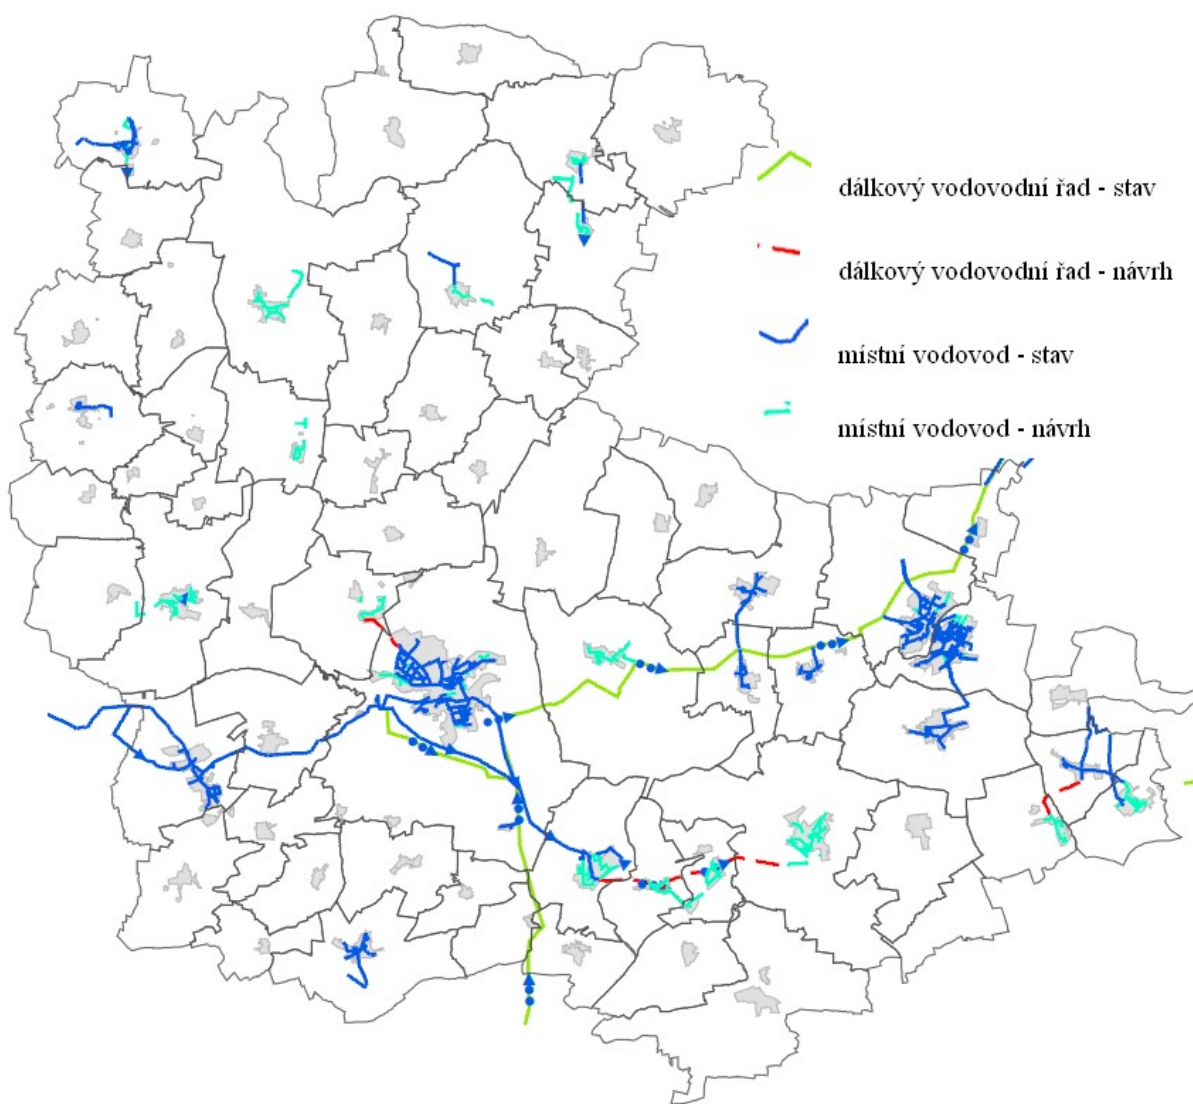 dálkový vodovodní řad - stav
dálkový vodovodní řad - návrh
místní vodovod - stav
místní vodovod - návrh